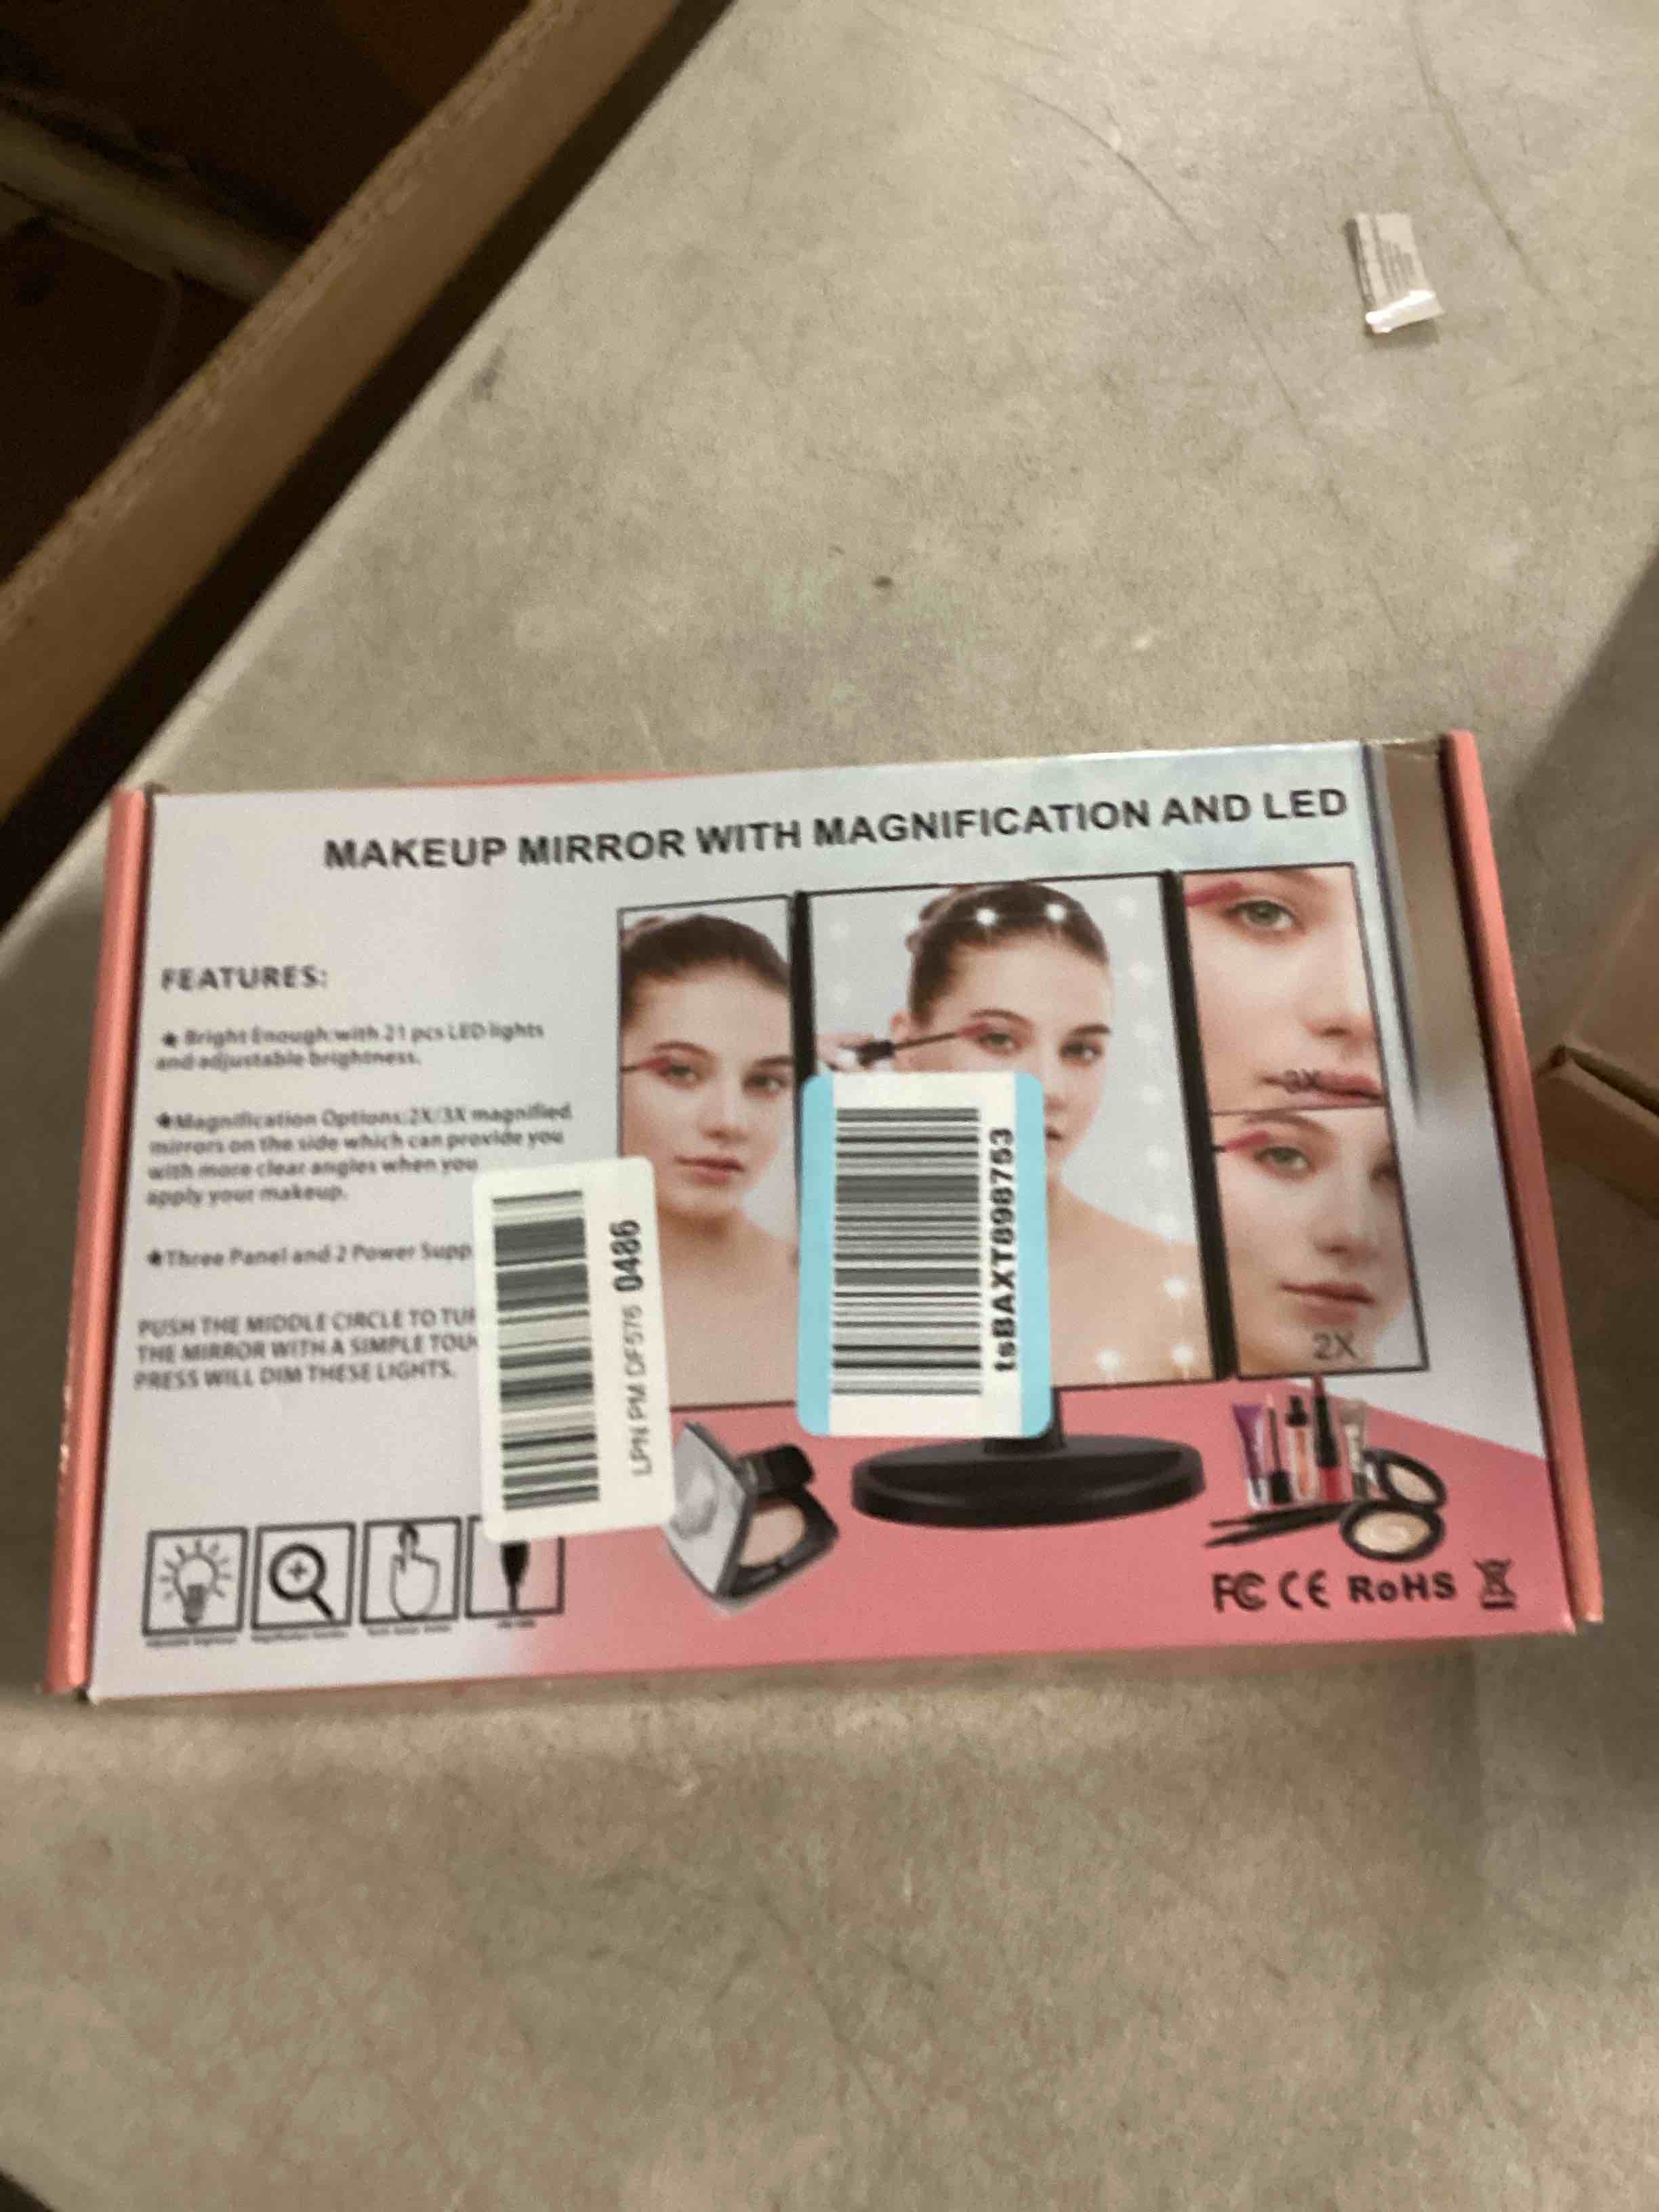 MAKEUP MIRROR WITH MAGNIFICATION AND LED
FEATURES:
★ Bright Enough with 21 pcs LED lights
and adjustable brightness.
★Magnification Options:2X/3X magnified
mirrors on the side which can provide you
with more clear angles when you
apply your makeup.
★Three Panel and 2 Power Supp
PUSH THE MIDDLE CIRCLE TO TUR
THE MIRROR WITH A SIMPLE TOU
PRESS WILL DIM THESE LIGHTS.
LPN PM DF576 0486
tsBAXT898753
3X
2X
FC CE RoHS